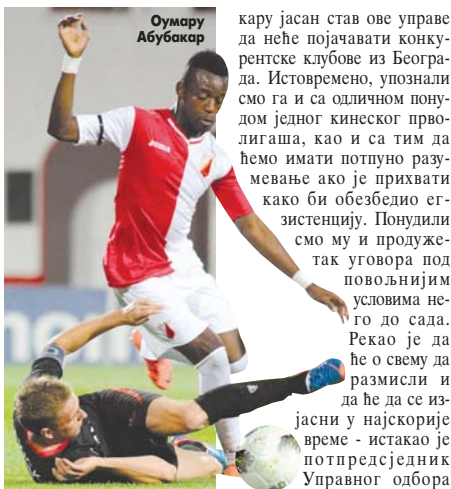 Оумару
Абубакар
кару јасан став ове управе
да неће појачавати конку-
рентске клубове из Београ-
да. Истовремено, упознали
смо га и са одличном пону-
дом једног кинеског прво-
лигаша, као и са тим да
ћемо имати потпуно разу-
мевање ако је прихвати
како би обезбедио ег-
зистенцију. Понудили
смо му и продуже-
так уговора под
повољнијим
условима не-
го до сада.
Рекао је да
ће о свему да
размисли и
да ће да се из-
јасни у најскорије
време - истакао је
потпредсједник
Управног одбора